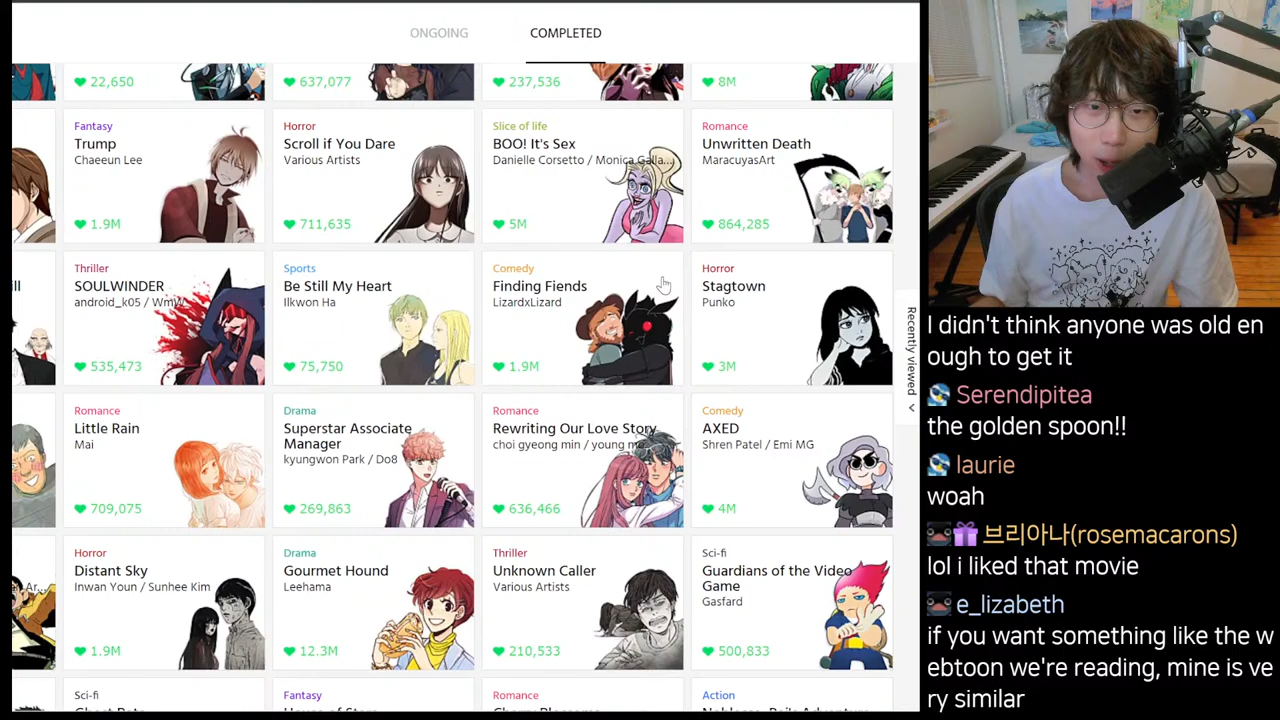 ONGOING
COMPLETED
22,650
637,077
237,536
8M
Fantasy
Trump
Chaeeun Lee
1.9M
Horror
Scroll if You Dare
Various Artists
711,635
Slice of life
BOO! It's Sex
Danielle Corsetto / Monica Galla...
5M
Romance
Unwritten Death
MaracuyasArt
864,285
Thriller
SOULWINDER
android_k05 / WmW
535,473
Sports
Be Still My Heart
Ilkwon Ha
75,750
Comedy
Finding Fiends
LizardxLizard
1.9M
Horror
Stagtown
Punko
3M
Romance
Little Rain
Mai
709,075
Drama
Superstar Associate
Manager
kyungwon Park / Do8
269,863
Romance
Rewriting Our Love Story
choi gyeong min / young
636,466
Comedy
AXED
Shren Patel / Emi MG
4M
Horror
Distant Sky
Inwan Youn / Sunhee Kim
1.9M
Drama
Gourmet Hound
Leehama
12.3M
Thriller
Unknown Caller
Various Artists
210,533
Sci-fi
Guardians of the Video
Game
Gasfard
500,833
Sci-fi
Fantasy
Romance
Action
Recently viewed
I didn't think anyone was old en
ough to get it
Serendipitea
the golden spoon!!
laurie
woah
브리아나(rosemacarons)
lol i liked that movie
e_lizabeth
if you want something like the w
ebtoon we're reading, mine is ve
ry similar